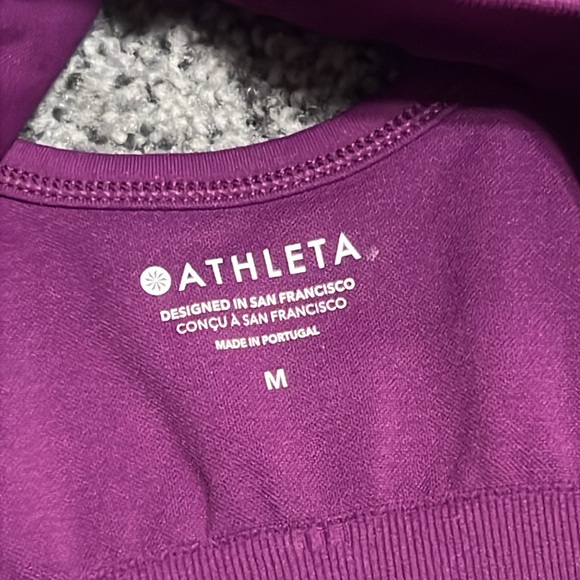 ATHLETA
DESIGNED IN SAN FRANCISCO
CONÇU À SAN FRANCISCO
MADE IN PORTUGAL
M